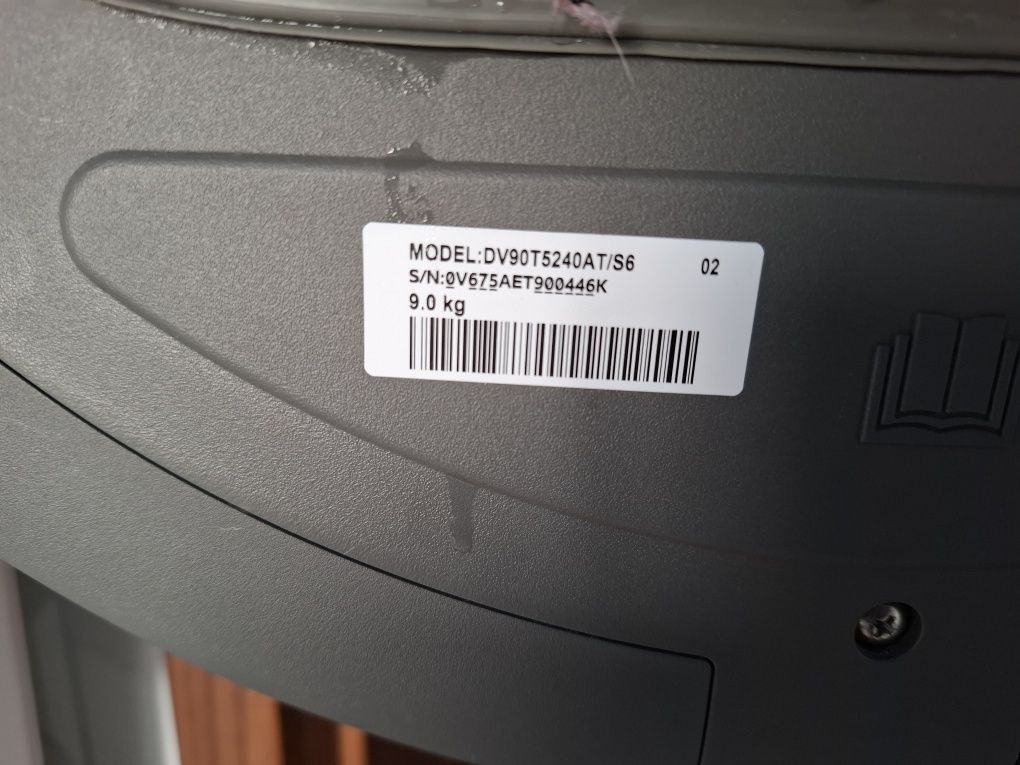 MODEL:DV90T5240AT/S6 02
S/N:0V675AET900446K
9.0 kg